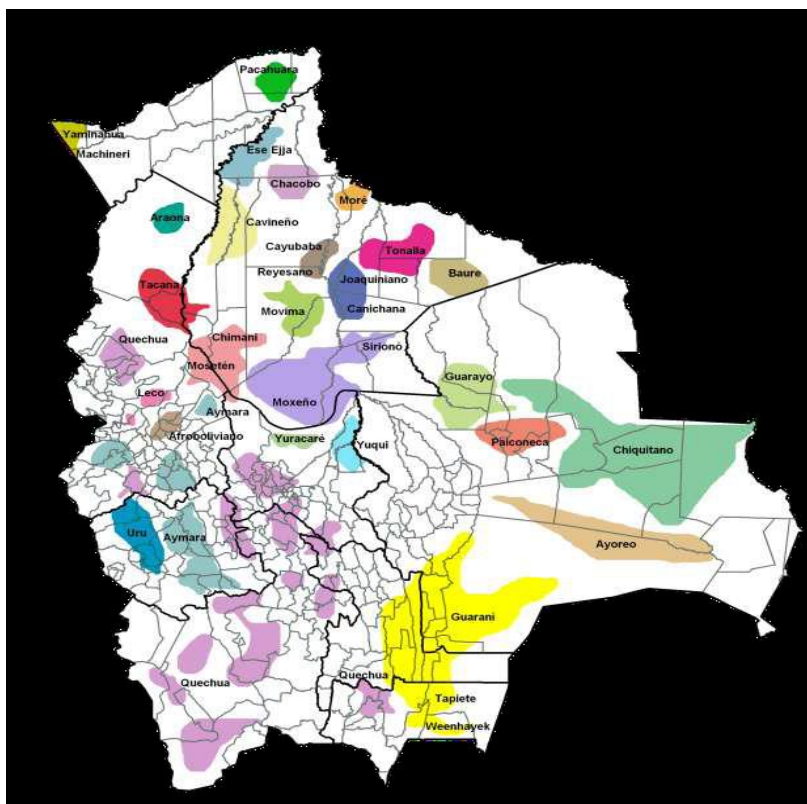 Pacahuara
Yaminahua
Machineri
Ese Ejja
Chacobo
Moré
Araona
Cavineño
Cayubaba
Tonalla
Reyesano
Joaquiniano
Baure
Tacana
Movima
Canichana
Quechua
Chimani
Sirionó
Mosetén
Guarayo
Moxeño
Leco
Aymara
Afroboliviano
Yuracaré
Yuqui
Paiconeca
Chiquitano
Uru
Aymara
Ayoreo
Guarani
Quechua
Quechua
Tapiete
Weenhayek